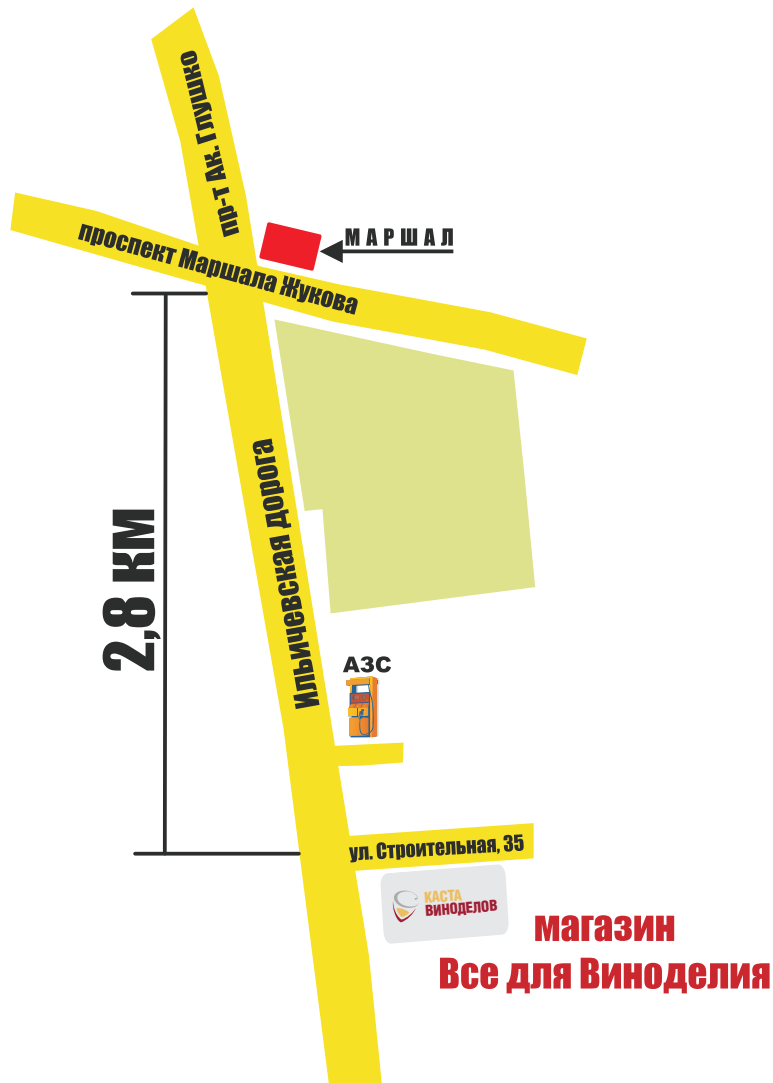 пр-т Ак. Глушко
МАРШАЛ
проспект Маршала Жукова
Ильичевская дорога
2,8 км
АЗС
ул. Строительная, 35
КАСТА
ВИНОДЕЛОВ
магазин
Все для Виноделия